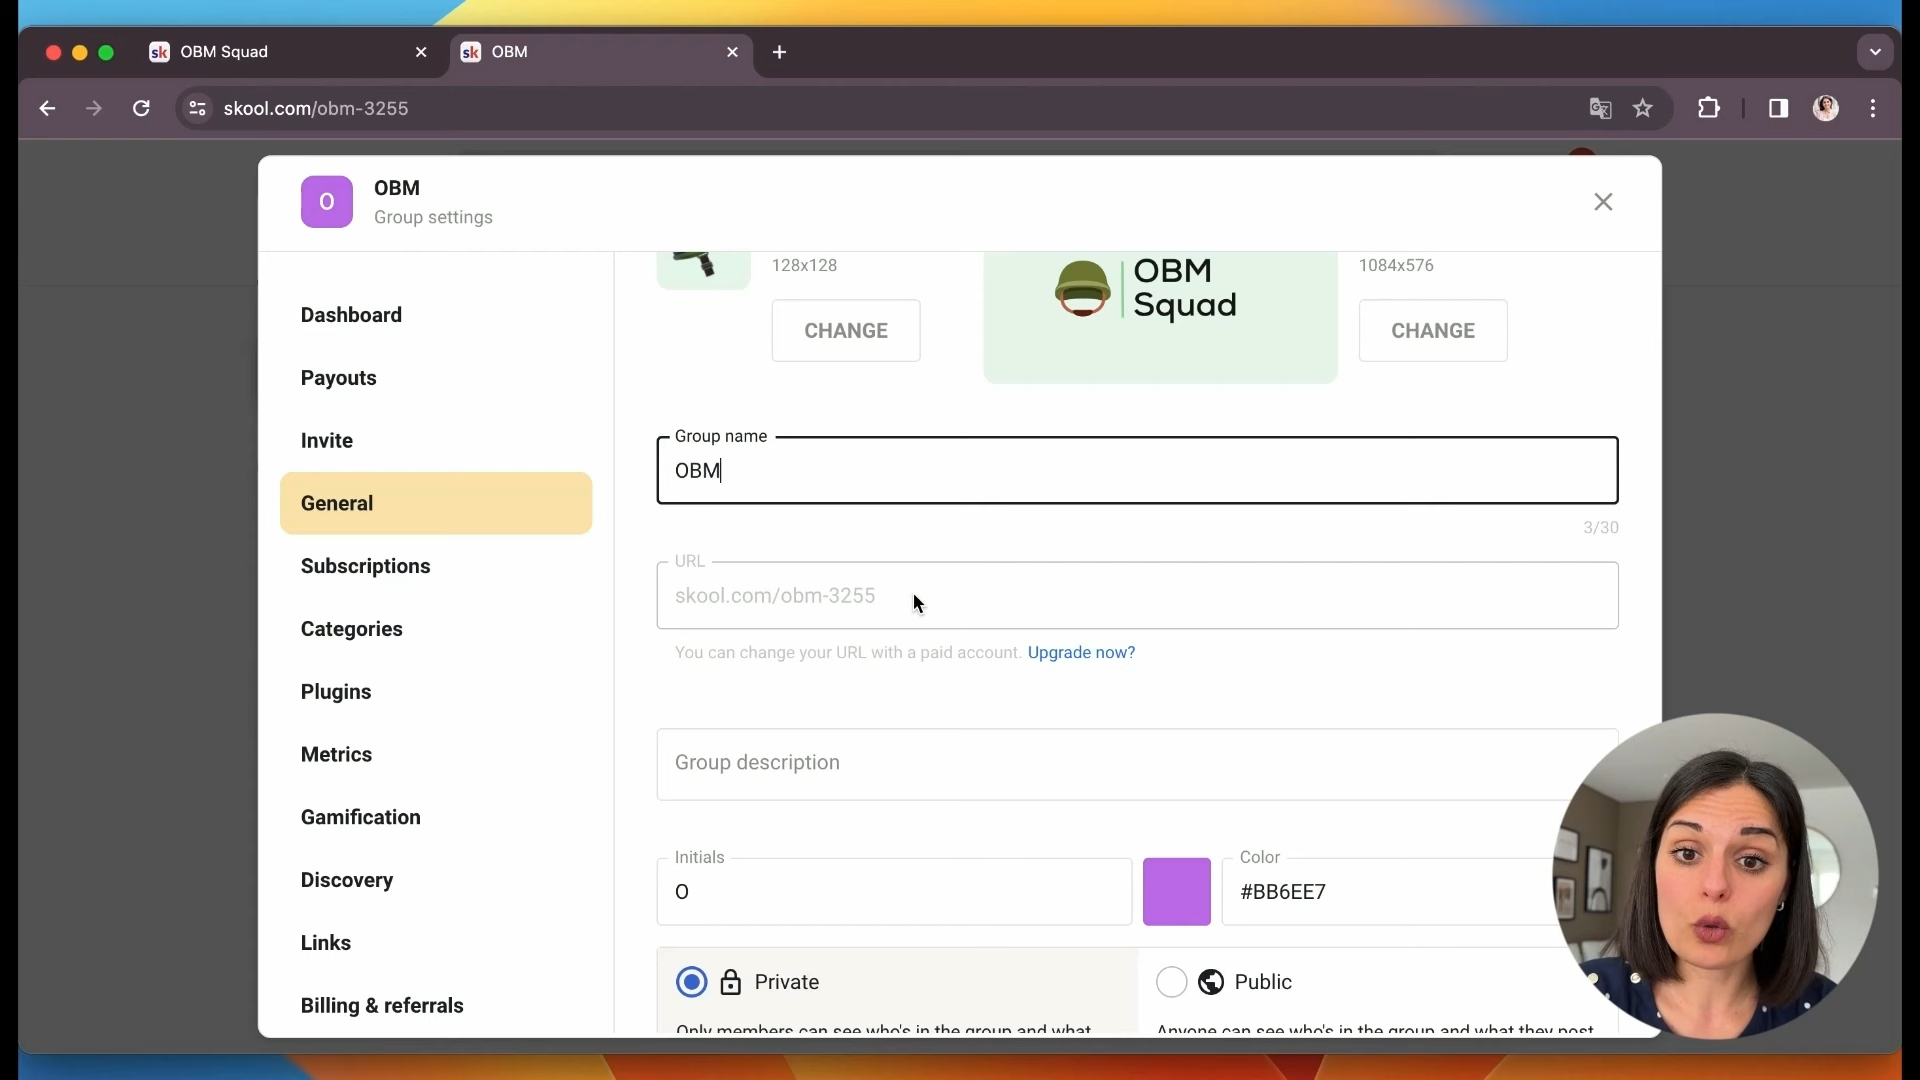 sk OBM Squad
sk OBM
skool.com/obm-3255
O
OBM
Group settings
Dashboard
Payouts
Invite
General
Subscriptions
Categories
Plugins
Metrics
Gamification
Discovery
Links
Billing & referrals
128x128
CHANGE
OBM
Squad
1084x576
CHANGE
Group name
OBM
3/30
URL
skool.com/obm-3255
You can change your URL with a paid account. Upgrade now?
Group description
Initials
O
Color
#BB6EE7
Private
Only members can see who's in the group and what
Public
Anyone can see who's in the group and what they post.